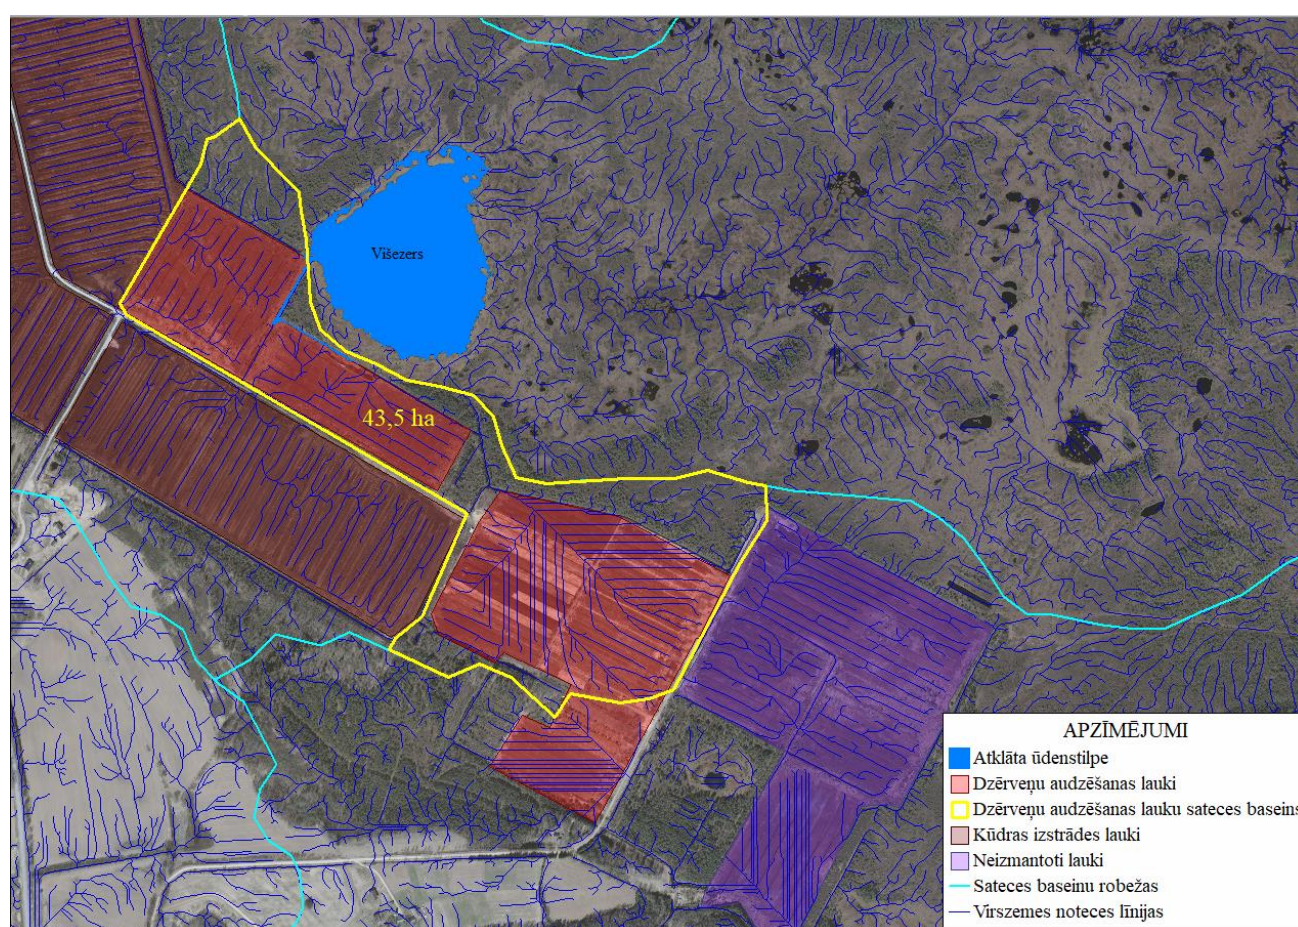 Višezers
43,5 ha
APZĪMĒJUMI
Atklāta ūdenstilpe
Dzērveņu audzēšanas lauki
Dzērveņu audzēšanas lauku sateces baseins
Kūdras izstrādes lauki
Neizmantoti lauki
Sateces baseinu robežas
Virszemes noteces līnijas